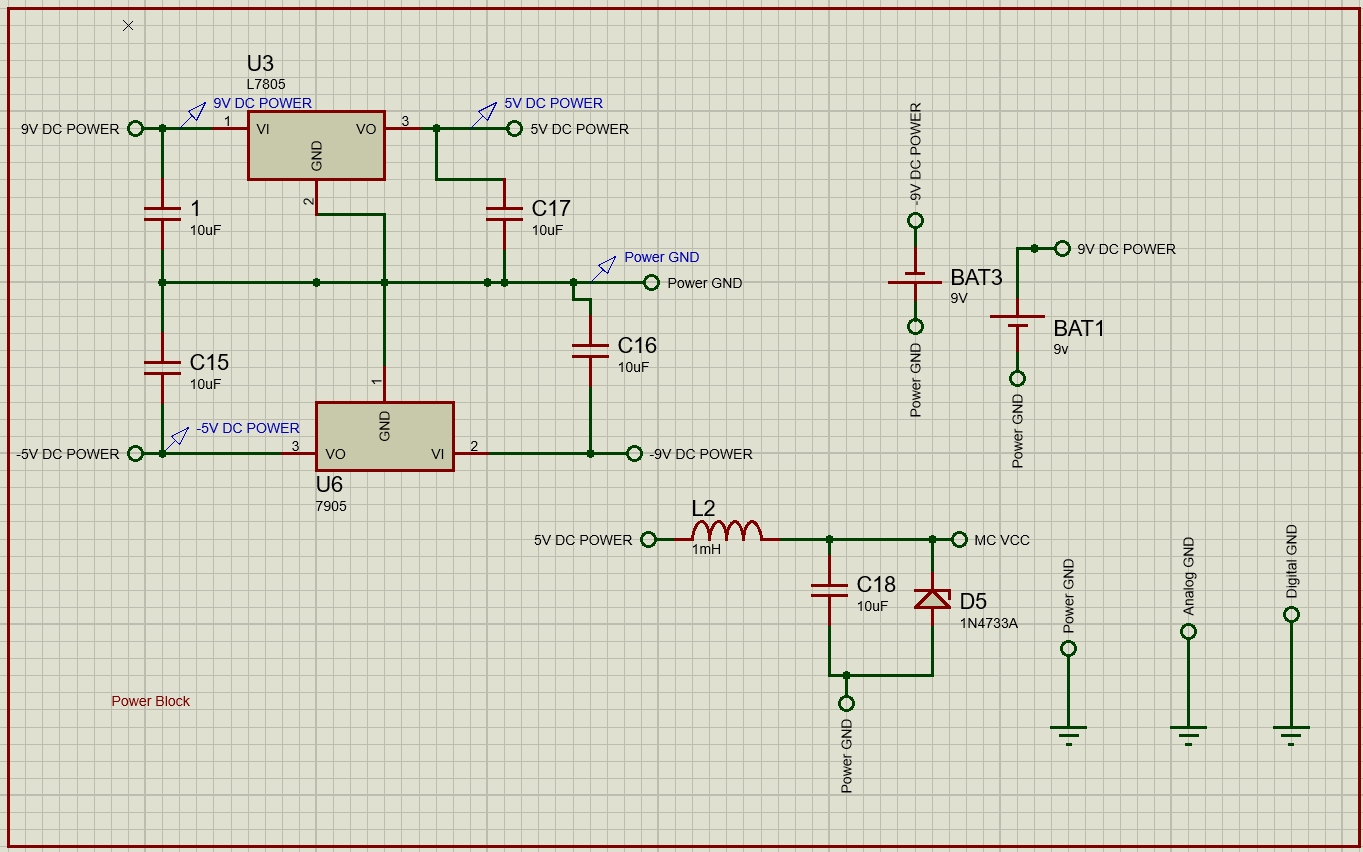 U3
L7805
9V DC POWER
5V DC POWER
9V DC POWER
1
VI
VO
3
5V DC POWER
GND
2
1
10uF
C17
10uF
Power GND
Power GND
C15
10uF
C16
10uF
1
-5V DC POWER
GND
-5V DC POWER
3
VO
VI
2
-9V DC POWER
U6
7905
-9V DC POWER
BAT3
9V
Power GND
9V DC POWER
BAT1
9v
Power GND
5V DC POWER
L2
1mH
MC VCC
C18
10uF
D5
1N4733A
Power GND
Power GND
Analog GND
Digital GND
Power Block